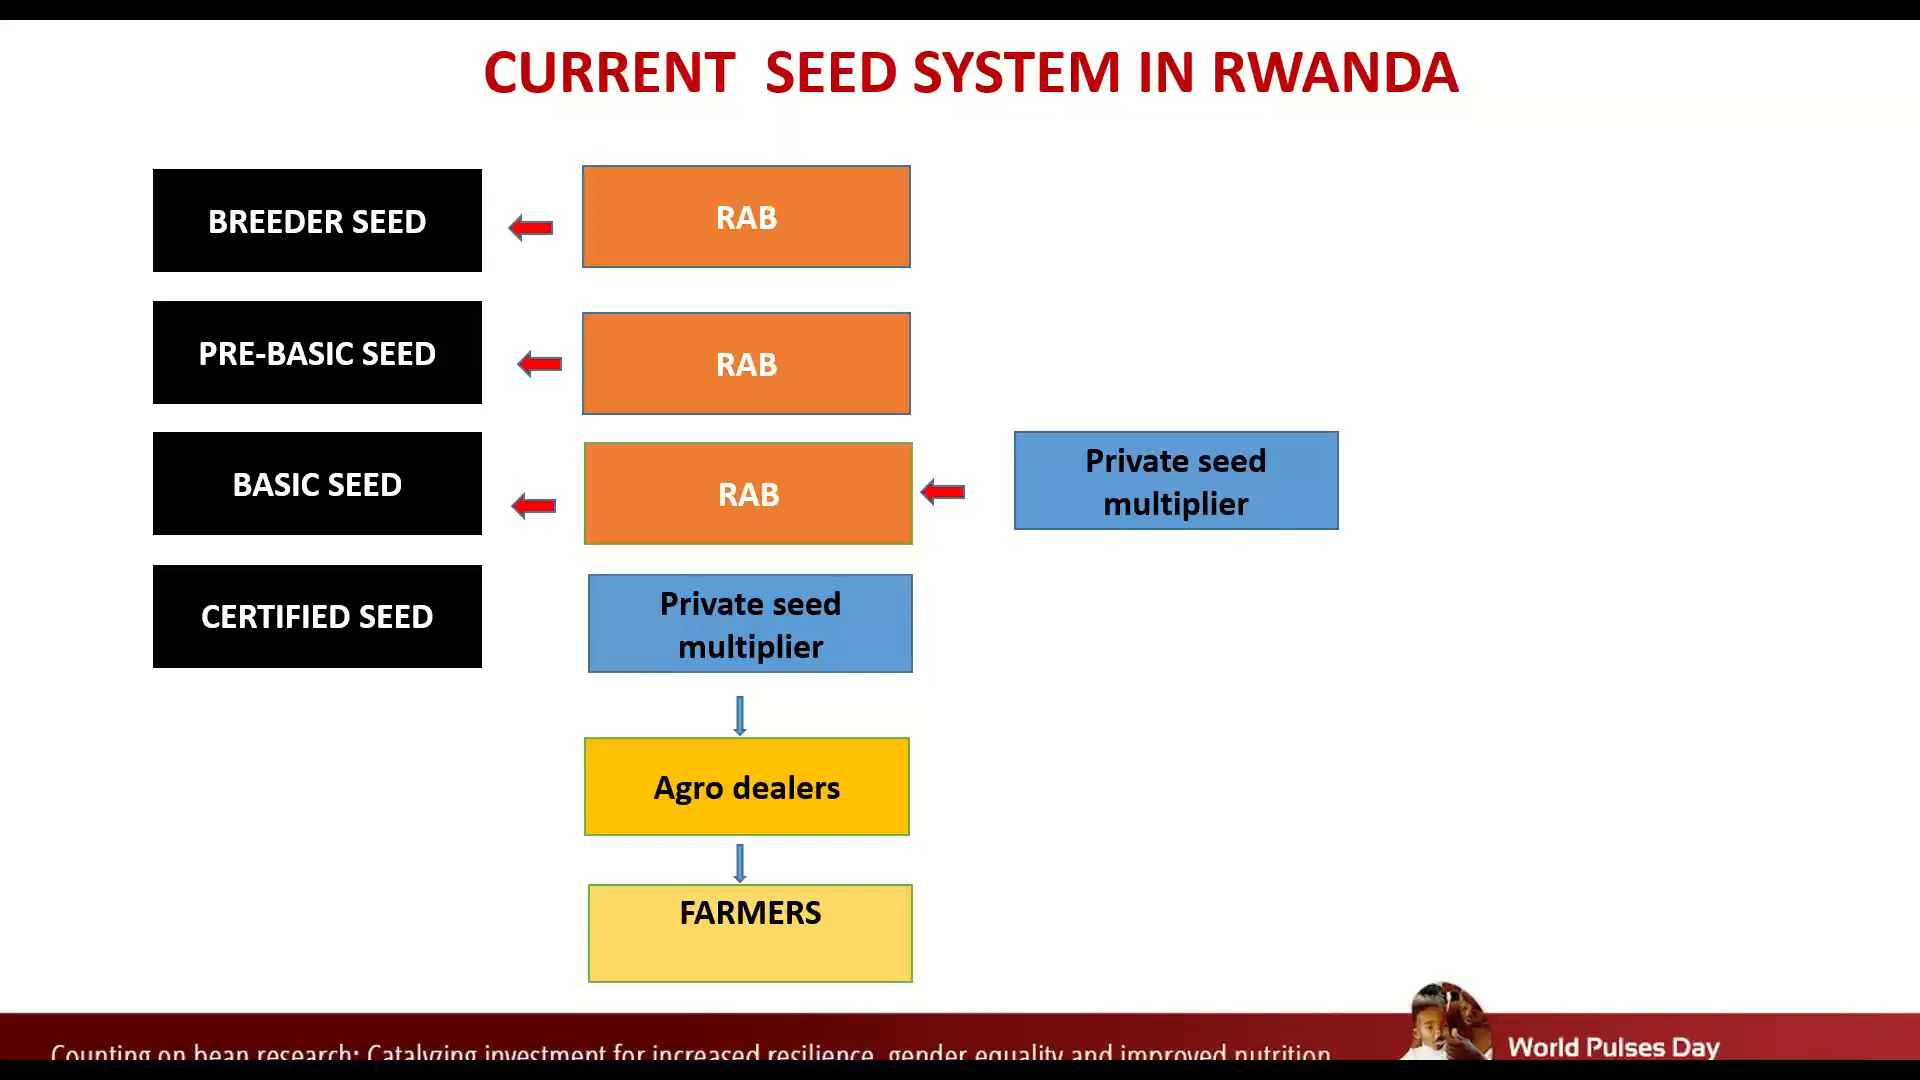 CURRENT SEED SYSTEM IN RWANDA
BREEDER SEED
RAB
PRE-BASIC SEED
RAB
BASIC SEED
RAB
Private seed
multiplier
CERTIFIED SEED
Private seed
multiplier
Agro dealers
FARMERS
Counting on bean research: Catalyzing investment for increased resilience, gender equality and improved nutrition
World Pulses Day